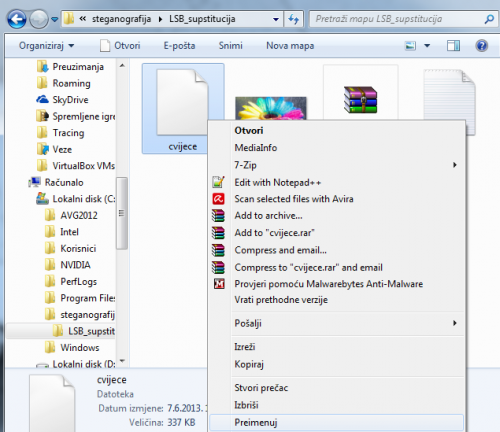 « steganografija ▸ LSB_supstitucija
Pretraži mapu LSB_supstitucija
Organiziraj
Otvori
E-pošta
Snimi
Nova mapa
Preuzimanja
Roaming
SkyDrive
Spremljene igre
Tracing
Veze
VirtualBox VMs
Računalo
Lokalni disk (C:
AVG2012
Intel
Korisnici
NVIDIA
PerfLogs
Program Files
steganografij
LSB_supstit
Windows
Lokalni disk (D:
cvijece
Otvori
MediaInfo
7-Zip
Edit with Notepad++
Scan selected files with Avira
Add to archive...
Add to "cvijece.rar"
Compress and email...
Compress to "cvijece.rar" and email
Provjeri pomoću Malwarebytes Anti-Malware
Vrati prethodne verzije
Pošalji
Izreži
Kopiraj
Stvori prečac
Izbriši
Preimenuj
cvijece
Datoteka
Datum izmjene: 7.6.2013.
Veličina: 337 KB